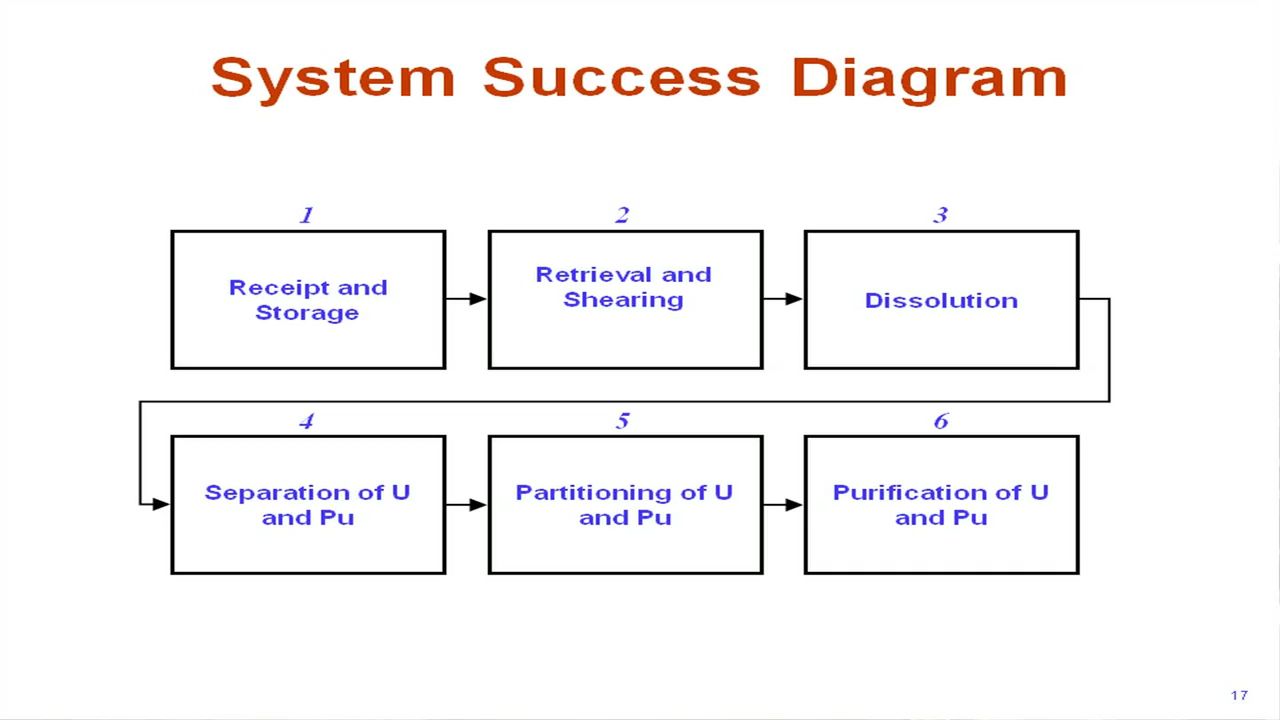 System Success Diagram
1
Receipt and
Storage
2
Retrieval and
Shearing
3
Dissolution
4
Separation of U
and Pu
5
Partitioning of U
and Pu
6
Purification of U
and Pu
17